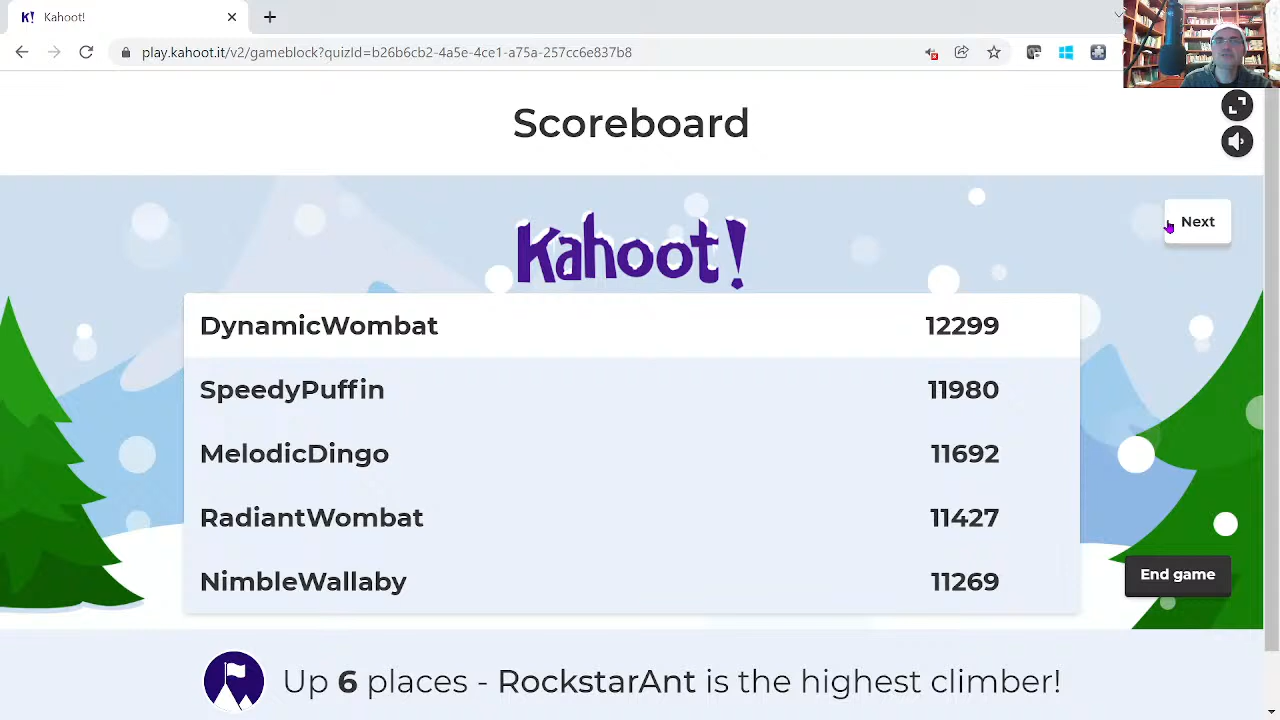 K! Kahoot!
play.kahoot.it/v2/gameblock?quizId=b26b6cb2-4a5e-4ce1-a75a-257cc6e837b8
Scoreboard
Next
Kahoot!
DynamicWombat 12299
SpeedyPuffin 11980
MelodicDingo 11692
RadiantWombat 11427
NimbleWallaby 11269
End game
Up 6 places - RockstarAnt is the highest climber!